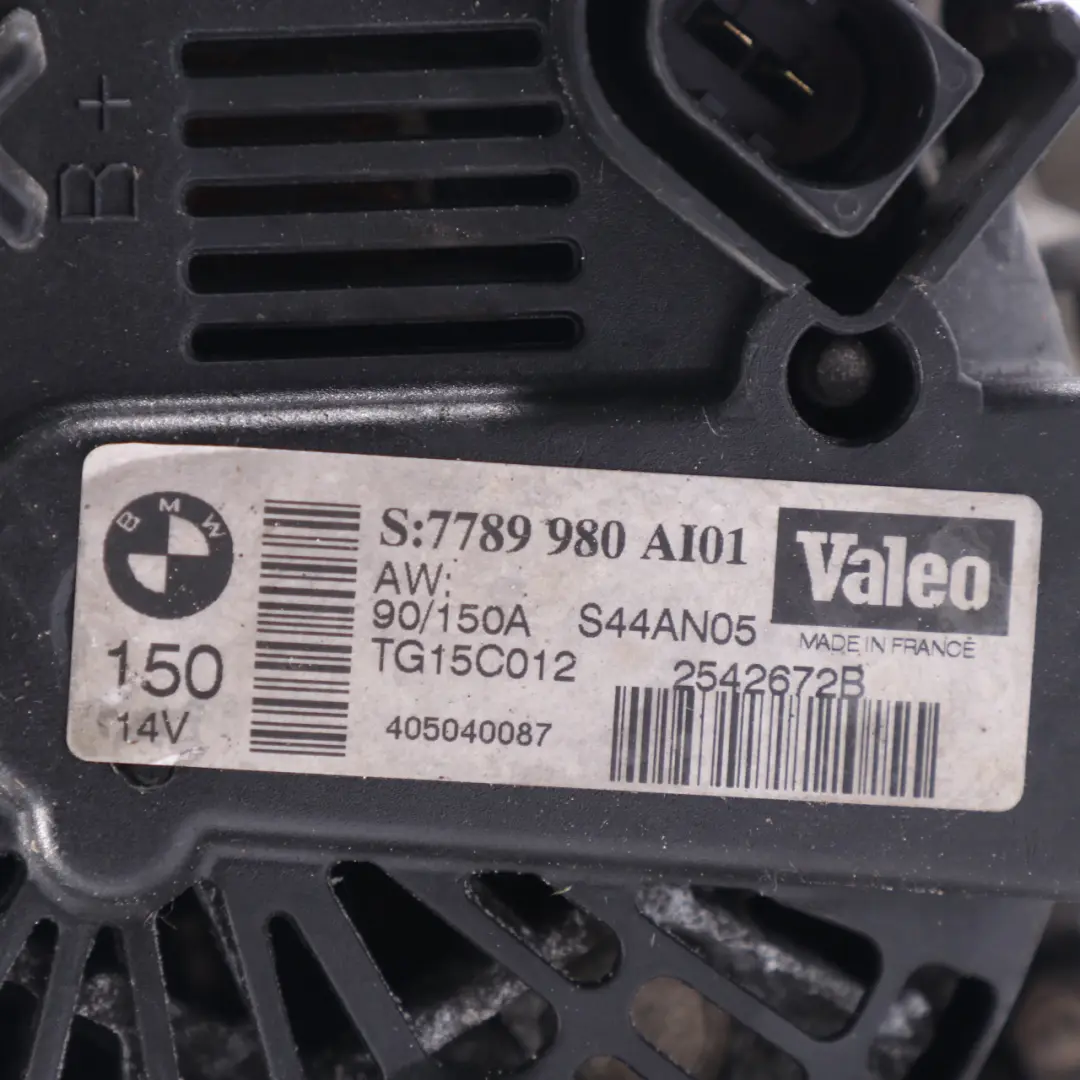 B+
BMW
150
14V
S:7789 980 AI01
AW:
90/150A S44AN05
TG15C012 2542672B
405040087
Valeo
MADE IN FRANCE